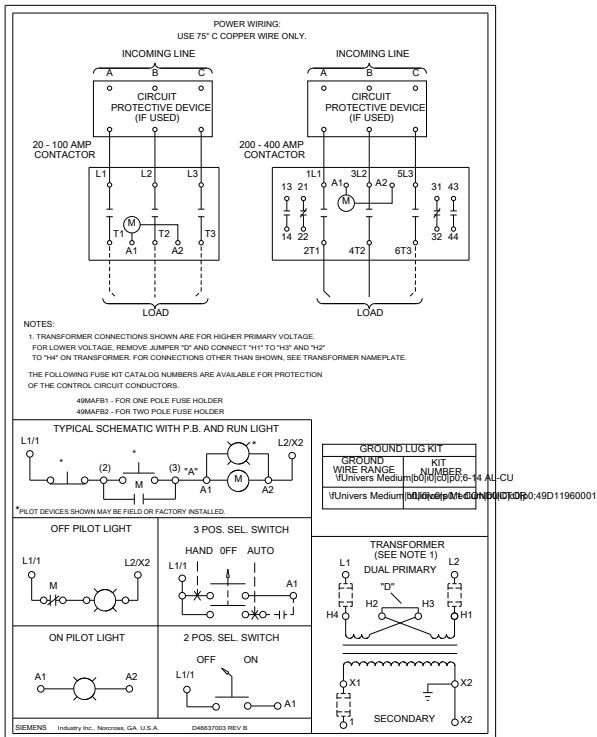 POWER WIRING:
USE 75° C COPPER WIRE ONLY.
INCOMING LINE
A B C
CIRCUIT
PROTECTIVE DEVICE
(IF USED)
20 - 100 AMP
CONTACTOR
L1 L2 L3
M
T1 T2 T3
A1 A2
LOAD
INCOMING LINE
A B C
CIRCUIT
PROTECTIVE DEVICE
(IF USED)
200 - 400 AMP
CONTACTOR
1L1 3L2 5L3
13 21 A1 A2 31 43
M
14 22 32 44
2T1 4T2 6T3
LOAD
NOTES:
1. TRANSFORMER CONNECTIONS SHOWN ARE FOR HIGHER PRIMARY VOLTAGE.
FOR LOWER VOLTAGE, REMOVE JUMPER "D" AND CONNECT "H1" TO "H3" AND "H2"
TO "H4" ON TRANSFORMER. FOR CONNECTIONS OTHER THAN SHOWN, SEE TRANSFORMER NAMEPLATE.
THE FOLLOWING FUSE KIT CATALOG NUMBERS ARE AVAILABLE FOR PROTECTION
OF THE CONTROL CIRCUIT CONDUCTORS.
49MAFB1 - FOR ONE POLE FUSE HOLDER
49MAFB2 - FOR TWO POLE FUSE HOLDER
TYPICAL SCHEMATIC WITH P.B. AND RUN LIGHT
L1/1 * * * L2/X2
(2) (3) "A"
M A1 M A2
*PILOT DEVICES SHOWN MAY BE FIELD OR FACTORY INSTALLED.
GROUND LUG KIT
GROUND
WIRE RANGE
KIT
NUMBER
\fUnivers Medium|b0|i0|c0|p0;6-14 AL-CU
OFF PILOT LIGHT
L1/1 L2/X2
M
3 POS. SEL. SWITCH
HAND OFF AUTO
L1/1
A1
ON PILOT LIGHT
A1 A2
2 POS. SEL. SWITCH
OFF ON
L1/1
A1
TRANSFORMER
(SEE NOTE 1)
L1 DUAL PRIMARY L2
"D"
H4 H2 H3 H1
X1 X2
SECONDARY
1 X2
SIEMENS Industry Inc., Norcross, GA U.S.A. D46637003 REV B